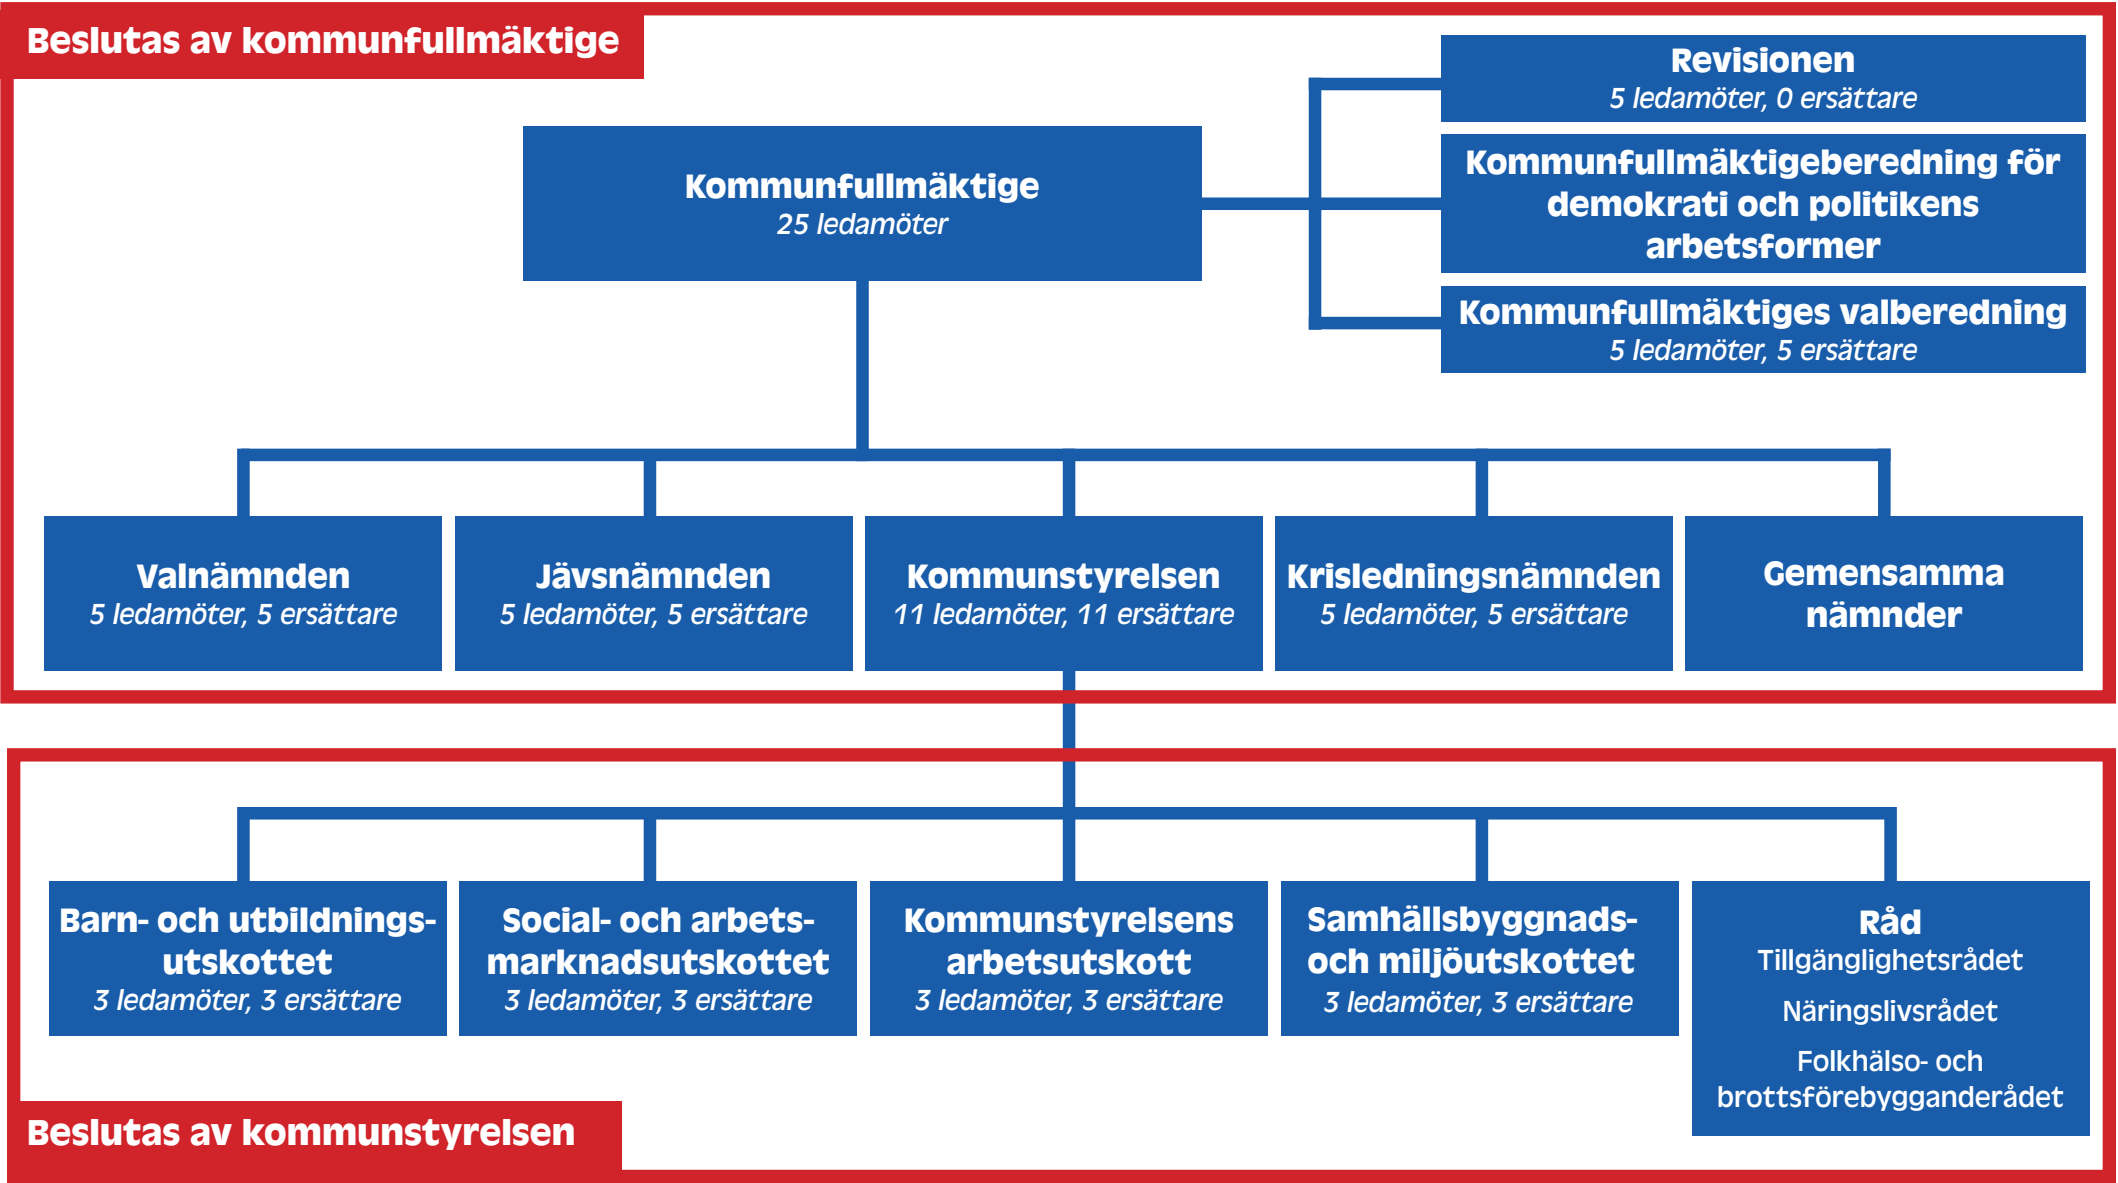 Beslutas av kommunfullmäktige
Revisionen
5 ledamöter, 0 ersättare
Kommunfullmäktige
25 ledamöter
Kommunfullmäktigeberedning för
demokrati och politikens
arbetsformer
Kommunfullmäktiges valberedning
5 ledamöter, 5 ersättare
Valnämnden
5 ledamöter, 5 ersättare
Jävsnämnden
5 ledamöter, 5 ersättare
Kommunstyrelsen
11 ledamöter, 11 ersättare
Krisledningsnämnden
5 ledamöter, 5 ersättare
Gemensamma
nämnder
Barn- och utbildnings-
utskottet
3 ledamöter, 3 ersättare
Social- och arbets-
marknadsutskottet
3 ledamöter, 3 ersättare
Kommunstyrelsens
arbetsutskott
3 ledamöter, 3 ersättare
Samhällsbyggnads-
och miljöutskottet
3 ledamöter, 3 ersättare
Råd
Tillgänglighetsrådet
Näringslivsrådet
Folkhälso- och
brottsförebygganderådet
Beslutas av kommunstyrelsen